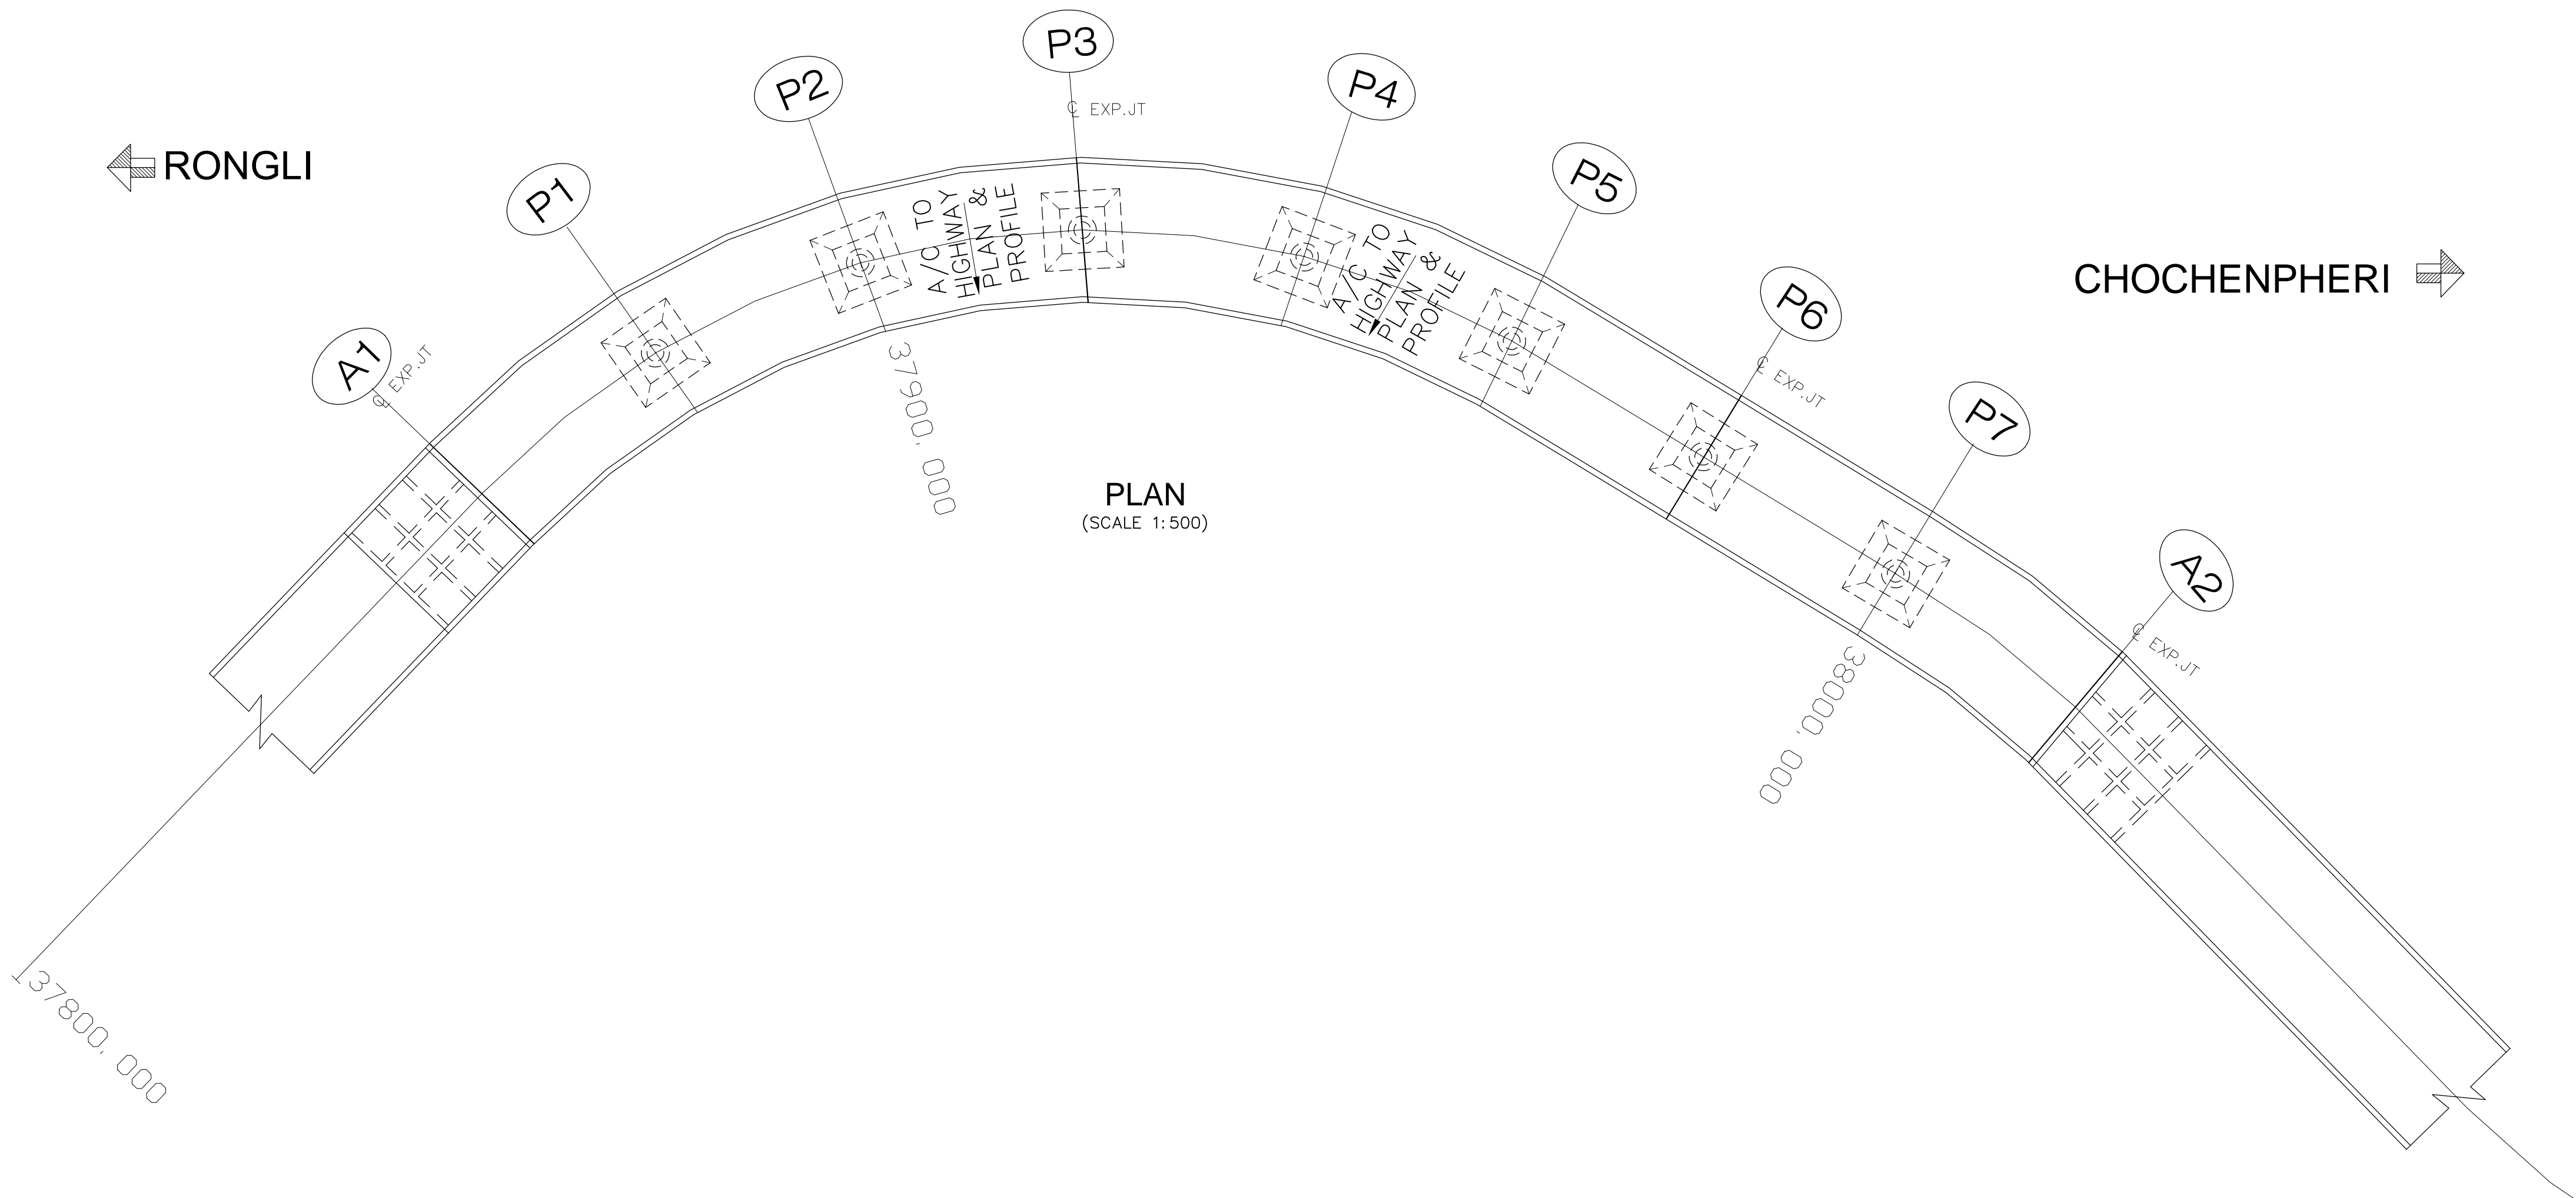 RONGLI
CHOCHENPHERI
A1
℄ EXP.JT
P1
P2
P3
℄ EXP.JT
P4
P5
P6
℄ EXP.JT
P7
A2
℄ EXP.JT
A/C TO
HIGHWAY
PLAN &
PROFILE
A/C TO
HIGHWAY
PLAN &
PROFILE
37800.000
37900.000
38000.000
PLAN
(SCALE 1:500)